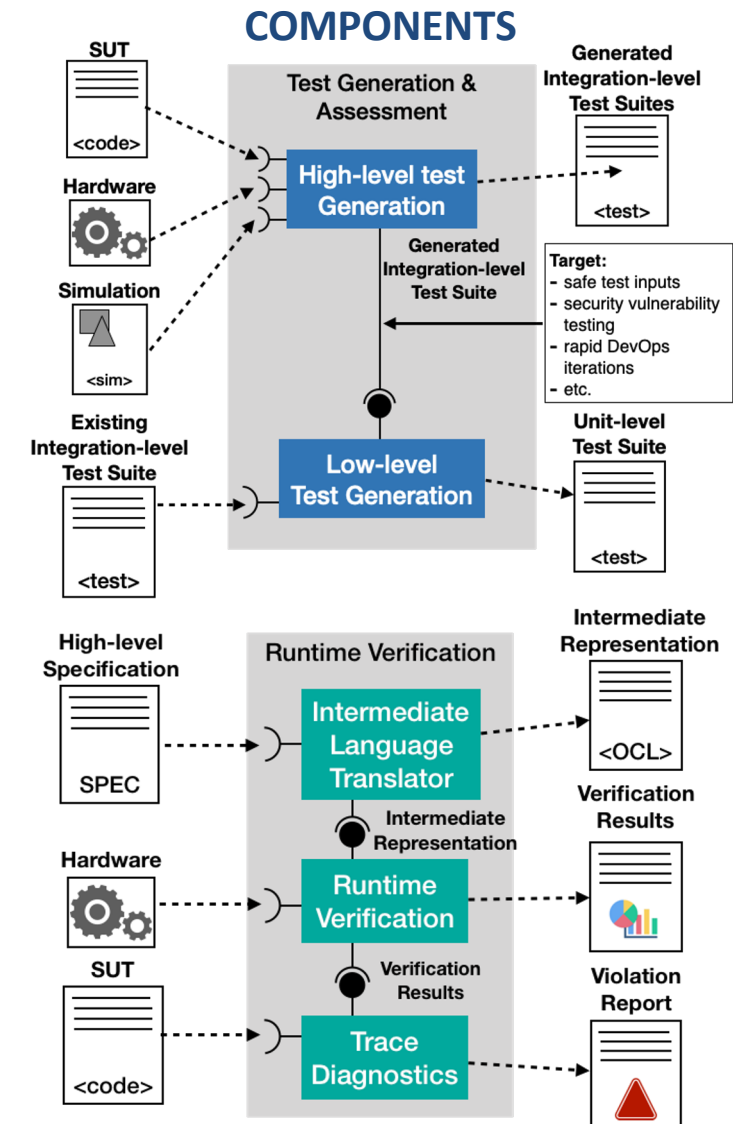 COMPONENTS
SUT
<code>
Hardware
Simulation
<sim>
Existing
Integration-level
Test Suite
<test>
Test Generation &
Assessment
High-level test
Generation
Generated
Integration-level
Test Suite
Low-level
Test Generation
Generated
Integration-level
Test Suites
<test>
Target:
- safe test inputs
- security vulnerability
testing
- rapid DevOps
iterations
- etc.
Unit-level
Test Suite
<test>
High-level
Specification
SPEC
Hardware
SUT
<code>
Runtime Verification
Intermediate
Language
Translator
Intermediate
Representation
Runtime
Verification
Verification
Results
Trace
Diagnostics
Intermediate
Representation
<OCL>
Verification
Results
Violation
Report